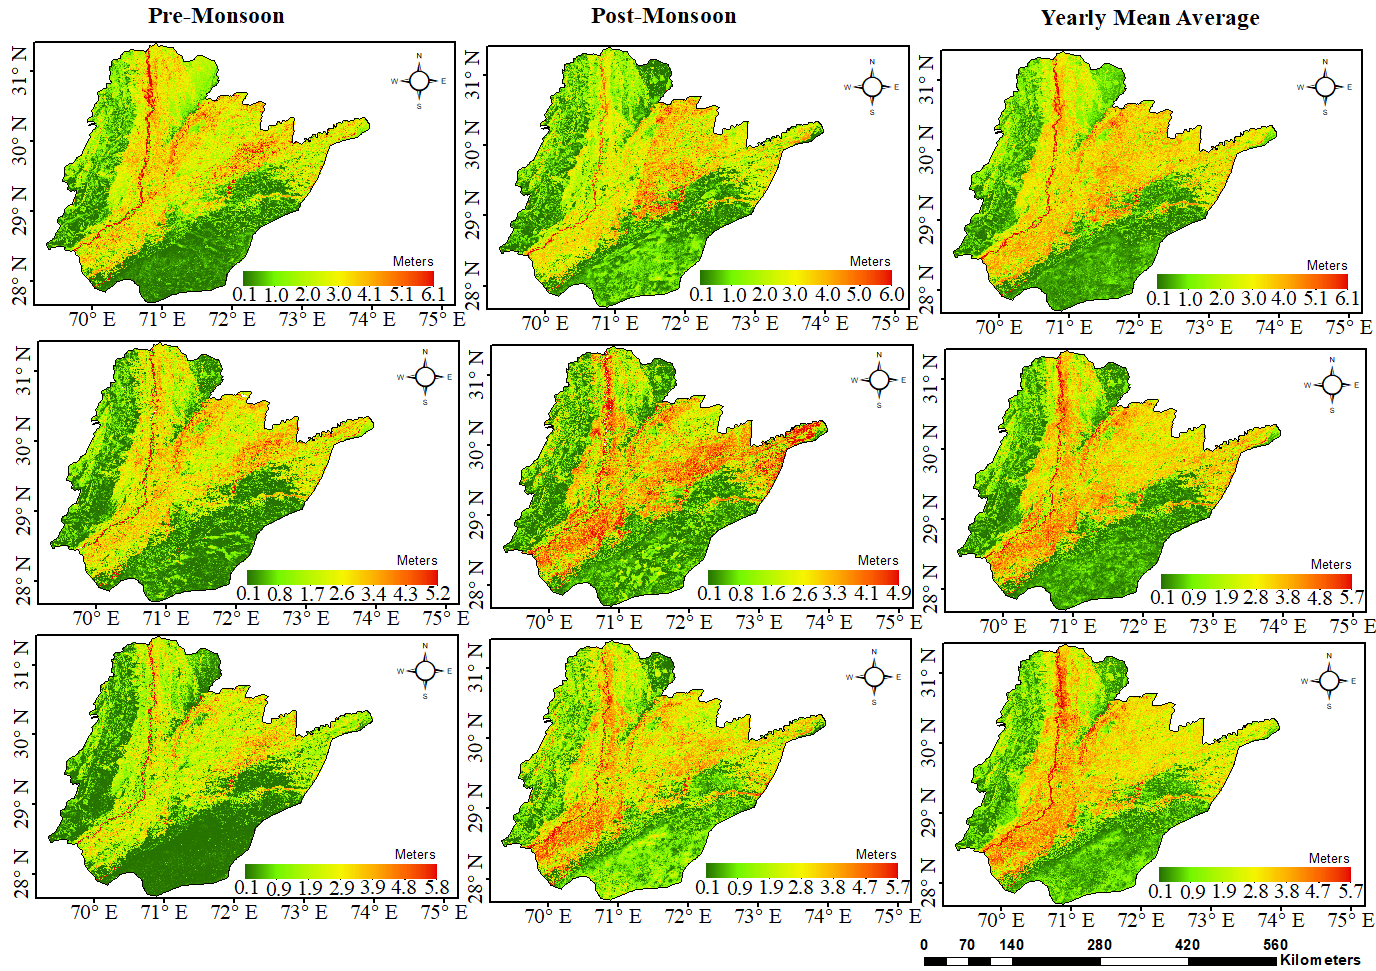 Pre-Monsoon Post-Monsoon Yearly Mean Average
31° N 30° N 29° N 28° N
N W E S
Meters
0.1 1.0 2.0 3.0 4.1 5.1 6.1
70° E 71° E 72° E 73° E 74° E 75° E
31° N 30° N 29° N 28° N
N W E S
Meters
0.1 1.0 2.0 3.0 4.0 5.0 6.0
70° E 71° E 72° E 73° E 74° E 75° E
31° N 30° N 29° N 28° N
N W E S
Meters
0.1 1.0 2.0 3.0 4.0 5.1 6.1
70° E 71° E 72° E 73° E 74° E 75° E
31° N 30° N 29° N 28° N
N W E S
Meters
0.1 0.8 1.7 2.6 3.4 4.3 5.2
70° E 71° E 72° E 73° E 74° E 75° E
31° N 30° N 29° N 28° N
N W E S
Meters
0.1 0.8 1.6 2.6 3.3 4.1 4.9
70° E 71° E 72° E 73° E 74° E 75° E
31° N 30° N 29° N 28° N
N W E S
Meters
0.1 0.9 1.9 2.8 3.8 4.8 5.7
70° E 71° E 72° E 73° E 74° E 75° E
31° N 30° N 29° N 28° N
N W E S
Meters
0.1 0.9 1.9 2.9 3.9 4.8 5.8
70° E 71° E 72° E 73° E 74° E 75° E
31° N 30° N 29° N 28° N
N W E S
Meters
0.1 0.9 1.9 2.8 3.8 4.7 5.7
70° E 71° E 72° E 73° E 74° E 75° E
31° N 30° N 29° N 28° N
N W E S
Meters
0.1 0.9 1.9 2.8 3.8 4.7 5.7
70° E 71° E 72° E 73° E 74° E 75° E
0 70 140 280 420 560
Kilometers